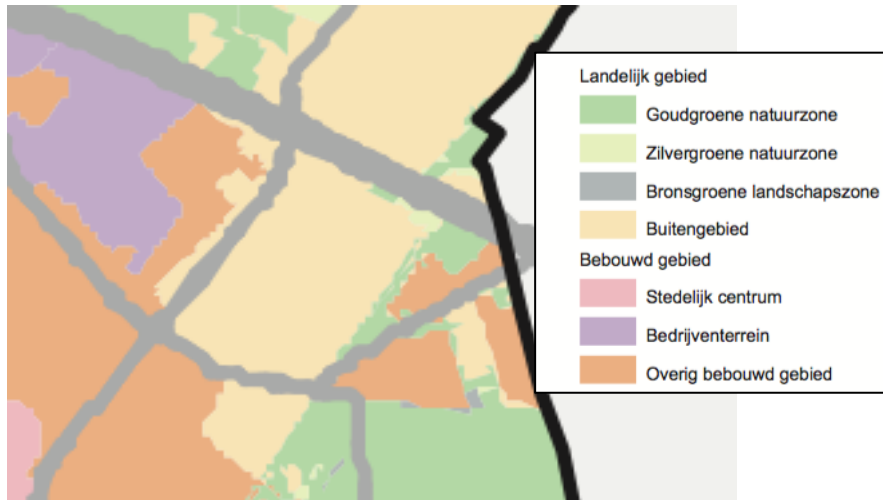 Landelijk gebied
Goudgroene natuurzone
Zilvergroene natuurzone
Bronsgroene landschapszone
Buitengebied
Bebouwd gebied
Stedelijk centrum
Bedrijventerrein
Overig bebouwd gebied